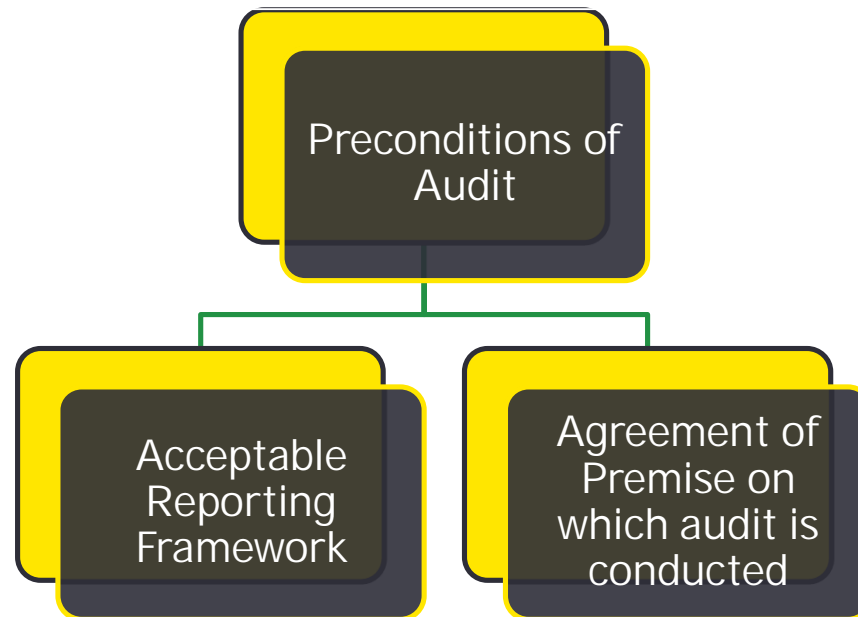 Preconditions of
Audit
Acceptable
Reporting
Framework
Agreement of
Premise on
which audit is
conducted